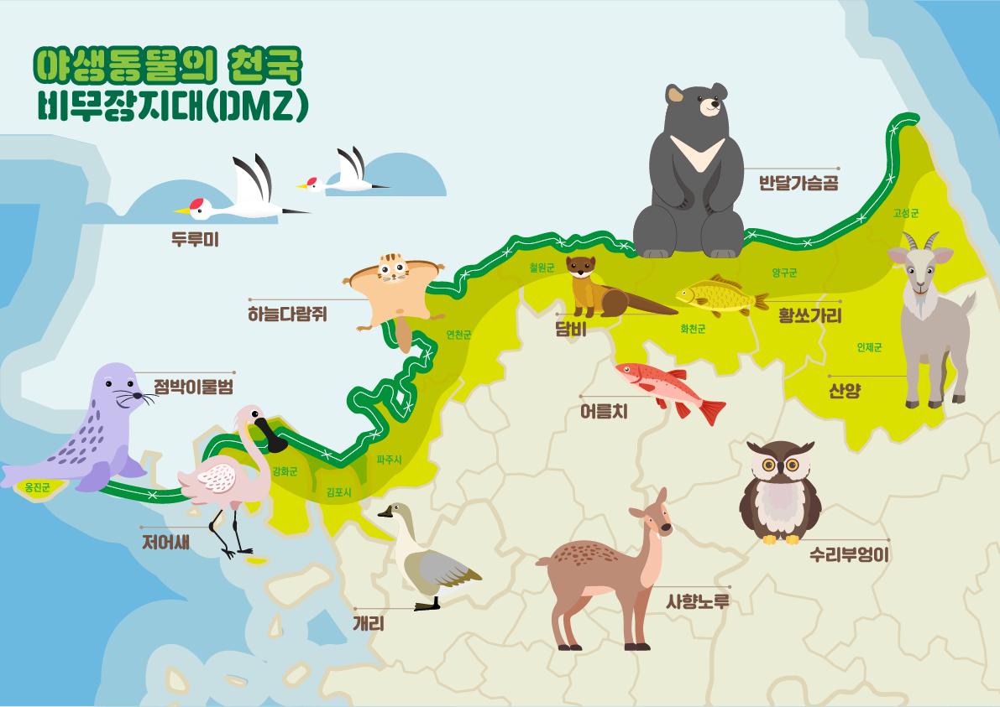 야생동물의 천국
비무장지대(DMZ)
두루미
반달가슴곰
고성군
하늘다람쥐
철원군
양구군
담비
황쏘가리
화천군
연천군
인제군
점박이물범
어름치
산양
옹진군
강화군
파주시
김포시
저어새
수리부엉이
개리
사향노루